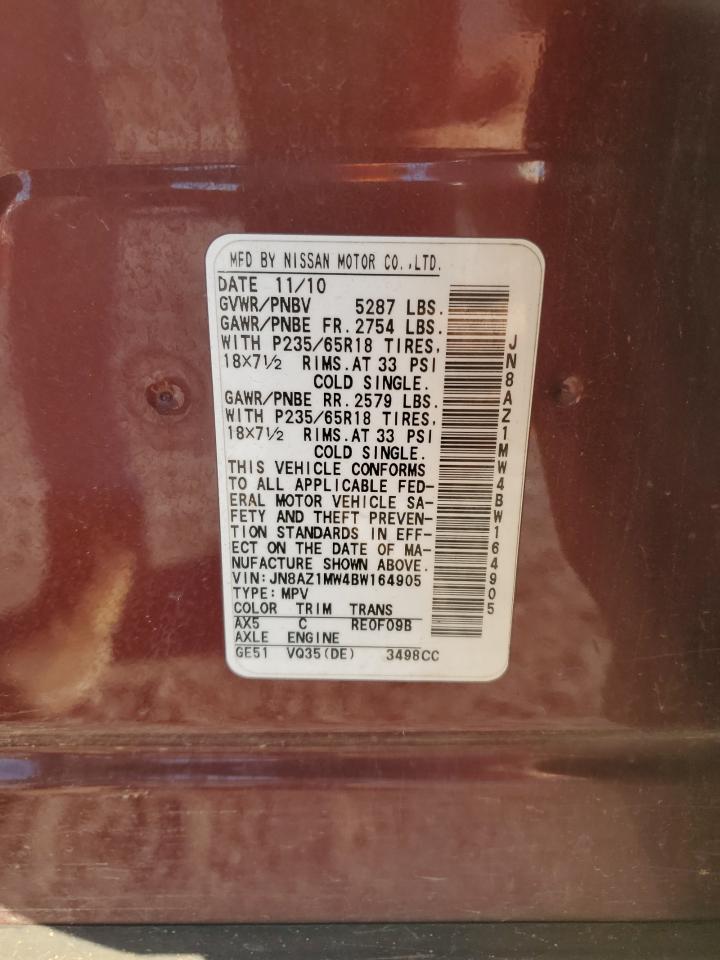 MFD BY NISSAN MOTOR CO.,LTD.
DATE 11/10
GVWR/PNBV 5287 LBS.
GAWR/PNBE FR.2754 LBS.
WITH P235/65R18 TIRES,
18×7½ RIMS.AT 33 PSI
COLD SINGLE.
GAWR/PNBE RR.2579 LBS.
WITH P235/65R18 TIRES,
18×7½ RIMS.AT 33 PSI
COLD SINGLE.
THIS VEHICLE CONFORMS
TO ALL APPLICABLE FED-
ERAL MOTOR VEHICLE SA-
FETY AND THEFT PREVEN-
TION STANDARDS IN EFF-
ECT ON THE DATE OF MA-
NUFACTURE SHOWN ABOVE.
VIN:JN8AZ1MW4BW164905
TYPE:MPV
COLOR TRIM TRANS
AX5 C RE0F09B
AXLE ENGINE
GE51 VQ35(DE) 3498CC
JN8AZ1MW4BW164905